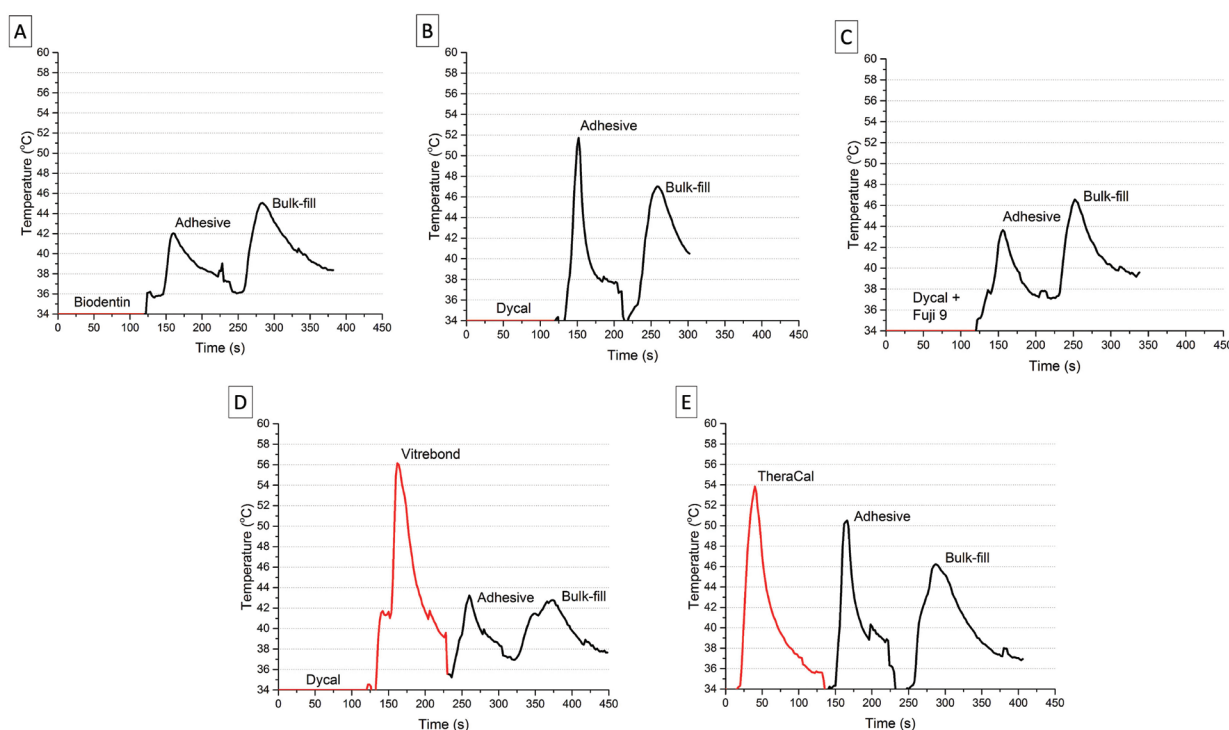 A
60
58
56
54
52
50
48
46
44
42
40
38
36
34
Temperature (°C)
Adhesive
Bulk-fill
Biodentin
0 50 100 150 200 250 300 350 400 450
Time (s)
B
60
58
56
54
52
50
48
46
44
42
40
38
36
34
Temperature (°C)
Adhesive
Bulk-fill
Dycal
0 50 100 150 200 250 300 350 400 450
Time (s)
C
60
58
56
54
52
50
48
46
44
42
40
38
36
34
Temperature (°C)
Adhesive
Bulk-fill
Dycal +
Fuji 9
0 50 100 150 200 250 300 350 400 450
Time (s)
D
60
58
56
54
52
50
48
46
44
42
40
38
36
34
Temperature (°C)
Vitrebond
Adhesive Bulk-fill
Dycal
0 50 100 150 200 250 300 350 400 450
Time (s)
E
60
58
56
54
52
50
48
46
44
42
40
38
36
34
Temperature (°C)
TheraCal
Adhesive
Bulk-fill
0 50 100 150 200 250 300 350 400 450
Time (s)